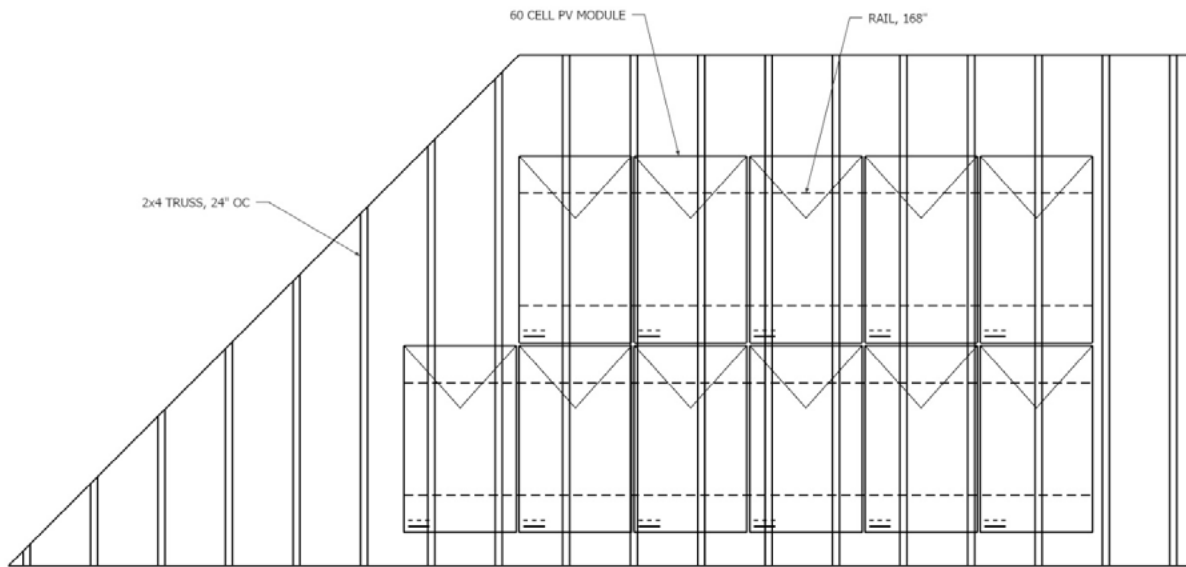 60 CELL PV MODULE
RAIL, 168"
2x4 TRUSS, 24" OC